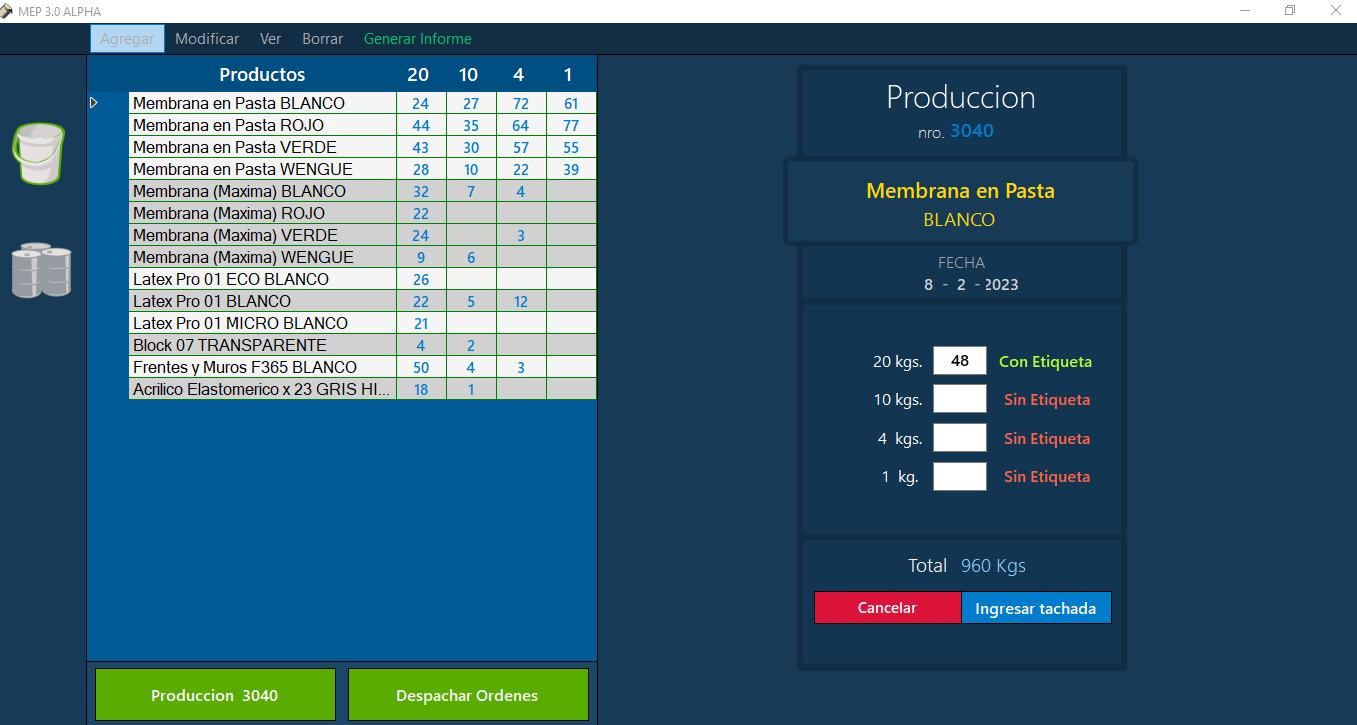 MEP 3.0 ALPHA
Agregar Modificar Ver Borrar Generar Informe
Productos 20 10 4 1
Membrana en Pasta BLANCO 24 27 72 61
Membrana en Pasta ROJO 44 35 64 77
Membrana en Pasta VERDE 43 30 57 55
Membrana en Pasta WENGUE 28 10 22 39
Membrana (Maxima) BLANCO 32 7 4
Membrana (Maxima) ROJO 22
Membrana (Maxima) VERDE 24 3
Membrana (Maxima) WENGUE 9 6
Latex Pro 01 ECO BLANCO 26
Latex Pro 01 BLANCO 22 5 12
Latex Pro 01 MICRO BLANCO 21
Block 07 TRANSPARENTE 4 2
Frentes y Muros F365 BLANCO 50 4 3
Acrilico Elastomerico x 23 GRIS HI... 18 1
Produccion 3040
Despachar Ordenes
Produccion
nro. 3040
Membrana en Pasta
BLANCO
FECHA
8 - 2 - 2023
20 kgs. 48 Con Etiqueta
10 kgs. Sin Etiqueta
4 kgs. Sin Etiqueta
1 kg. Sin Etiqueta
Total 960 Kgs
Cancelar Ingresar tachada